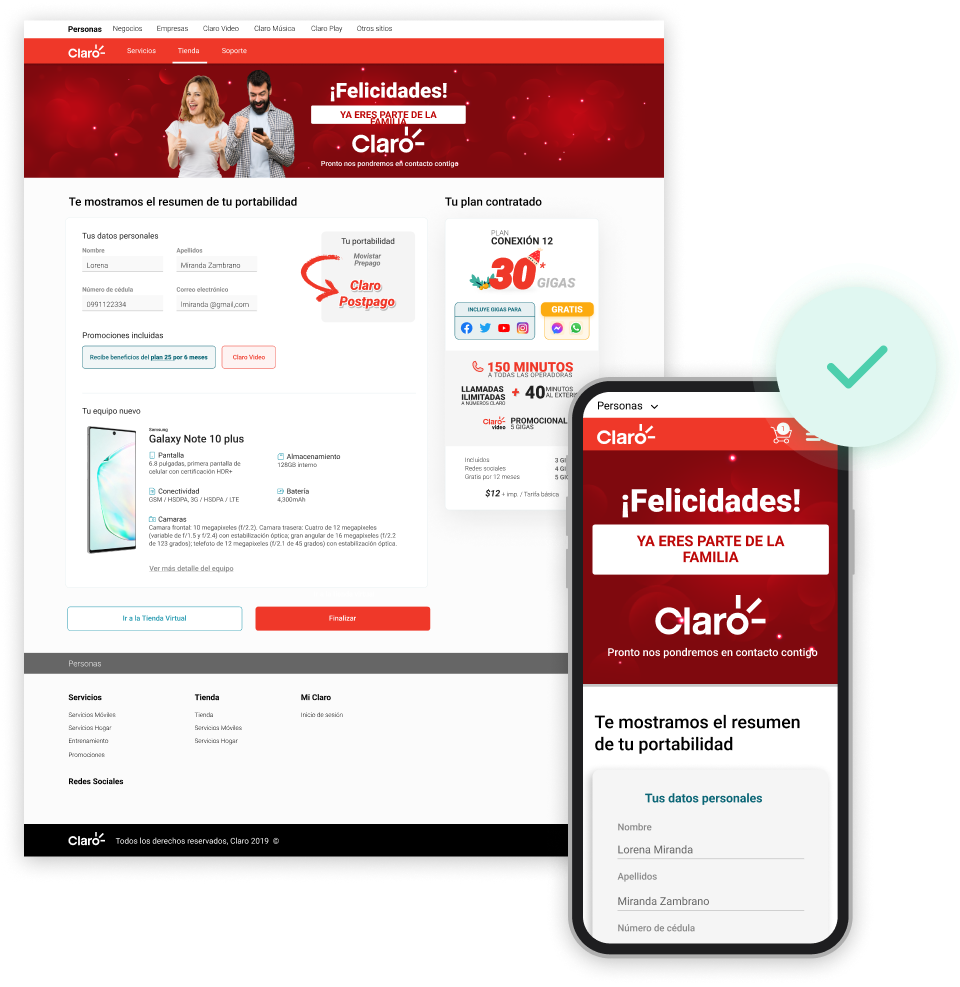 Personas Negocios Empresas Claro Video Claro Música Claro Play Otros sitios
Claro Servicios Tienda Soporte
¡Felicidades!
YA ERES PARTE DE LA
FAMILIA
Claro
Pronto nos pondremos en contacto contigo
Te mostramos el resumen de tu portabilidad
Tus datos personales
Nombre Apellidos
Lorena Miranda Zambrano
Número de cédula Correo electrónico
0991122334 lmiranda @gmail,com
Tu portabilidad
Movistar
Prepago
Claro
Postpago
Promociones incluidas
Recibe beneficios del plan 25 por 6 meses Claro Video
Tu equipo nuevo
Samsung
Galaxy Note 10 plus
Pantalla
6.8 pulgadas, primera pantalla de
celular con certificación HDR+
Almacenamiento
128GB interno
Conectividad
GSM / HSDPA, 3G / HSDPA / LTE
Batería
4,300mAh
Camaras
Camara frontal: 10 megapixeles (f/2.2). Camara trasera: Cuatro de 12 megapixeles
(variable de f/1.5 y f/2.4) con estabilización óptica; gran angular de 16 megapixeles (f/2.2
de 123 grados); telefoto de 12 megapixeles (f/2.1 de 45 grados) con estabilización óptica.
Ver más detalle del equipo
Ir a la Tienda Virtual Finalizar
Tu plan contratado
PLAN
CONEXIÓN 12
30 GIGAS
INCLUYE GIGAS PARA GRATIS
150 MINUTOS
A TODAS LAS OPERADORAS
LLAMADAS
ILIMITADAS
A NÚMEROS CLARO
+ 40 MINUTOS
AL EXTERI
Claro
video
PROMOCIONAL
5 GIGAS
Incluidos 3 GI
Redes sociales 4 GI
Gratis por 12 meses 5 GIG
$12 + imp. / Tarifa básica
Personas
Servicios
Servicios Móviles
Servicios Hogar
Entrenamiento
Promociones
Tienda
Tienda
Servicios Móviles
Servicios Hogar
Mi Claro
Inicio de sesión
Redes Sociales
Claro Todos los derechos reservados, Claro 2019 ©
Personas
Claro 1
¡Felicidades!
YA ERES PARTE DE LA
FAMILIA
Claro
Pronto nos pondremos en contacto contigo
Te mostramos el resumen
de tu portabilidad
Tus datos personales
Nombre
Lorena Miranda
Apellidos
Miranda Zambrano
Número de cédula